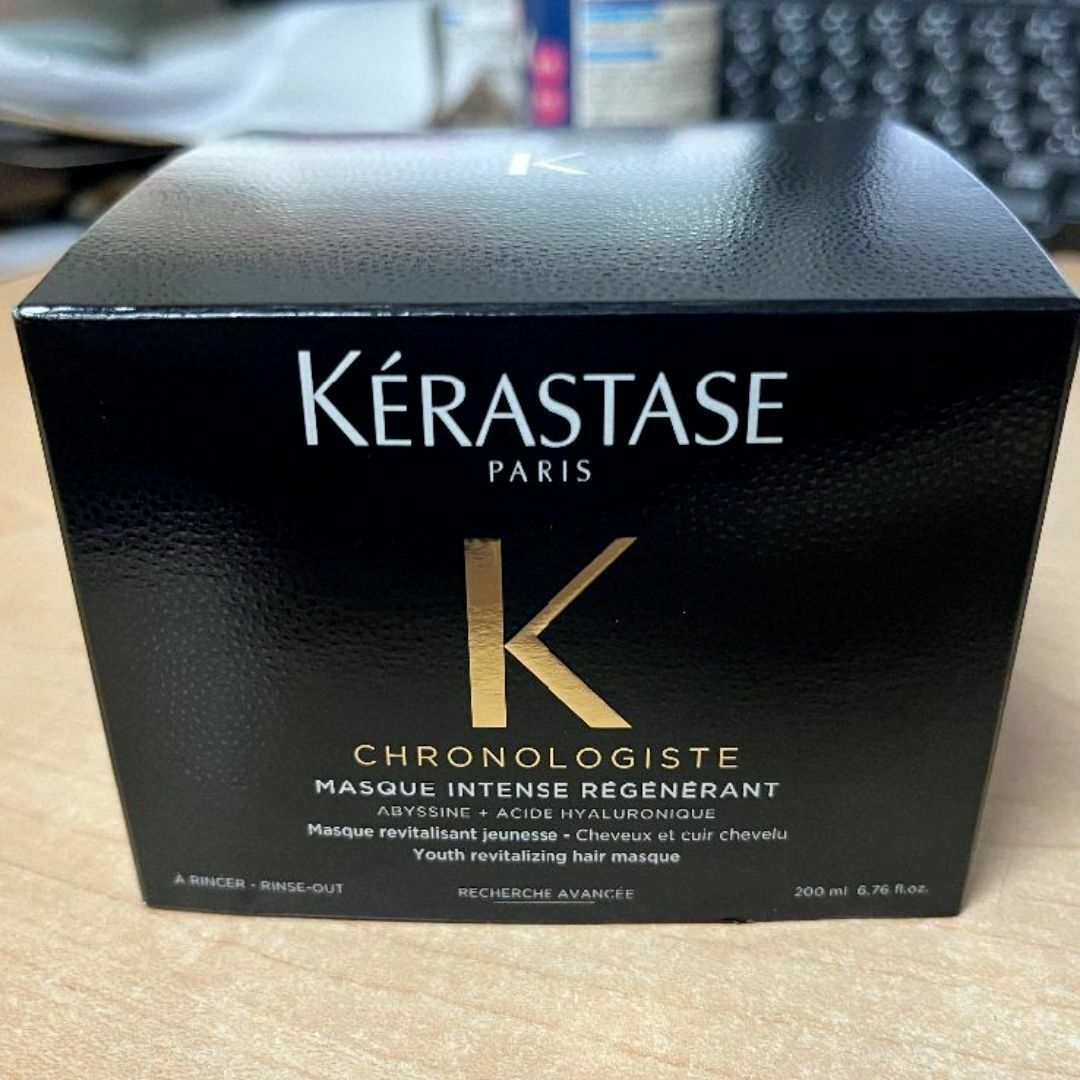 K
KÉRASTASE
PARIS
K
CHRONOLOGISTE
MASQUE INTENSE RÉGÉNÉRANT
ABYSSINE + ACIDE HYALURONIQUE
Masque revitalisant jeunesse - Cheveux et cuir chevelu
Youth revitalizing hair masque
À RINCER - RINSE-OUT
RECHERCHE AVANCÉE
200 ml 6.76 fl.oz.